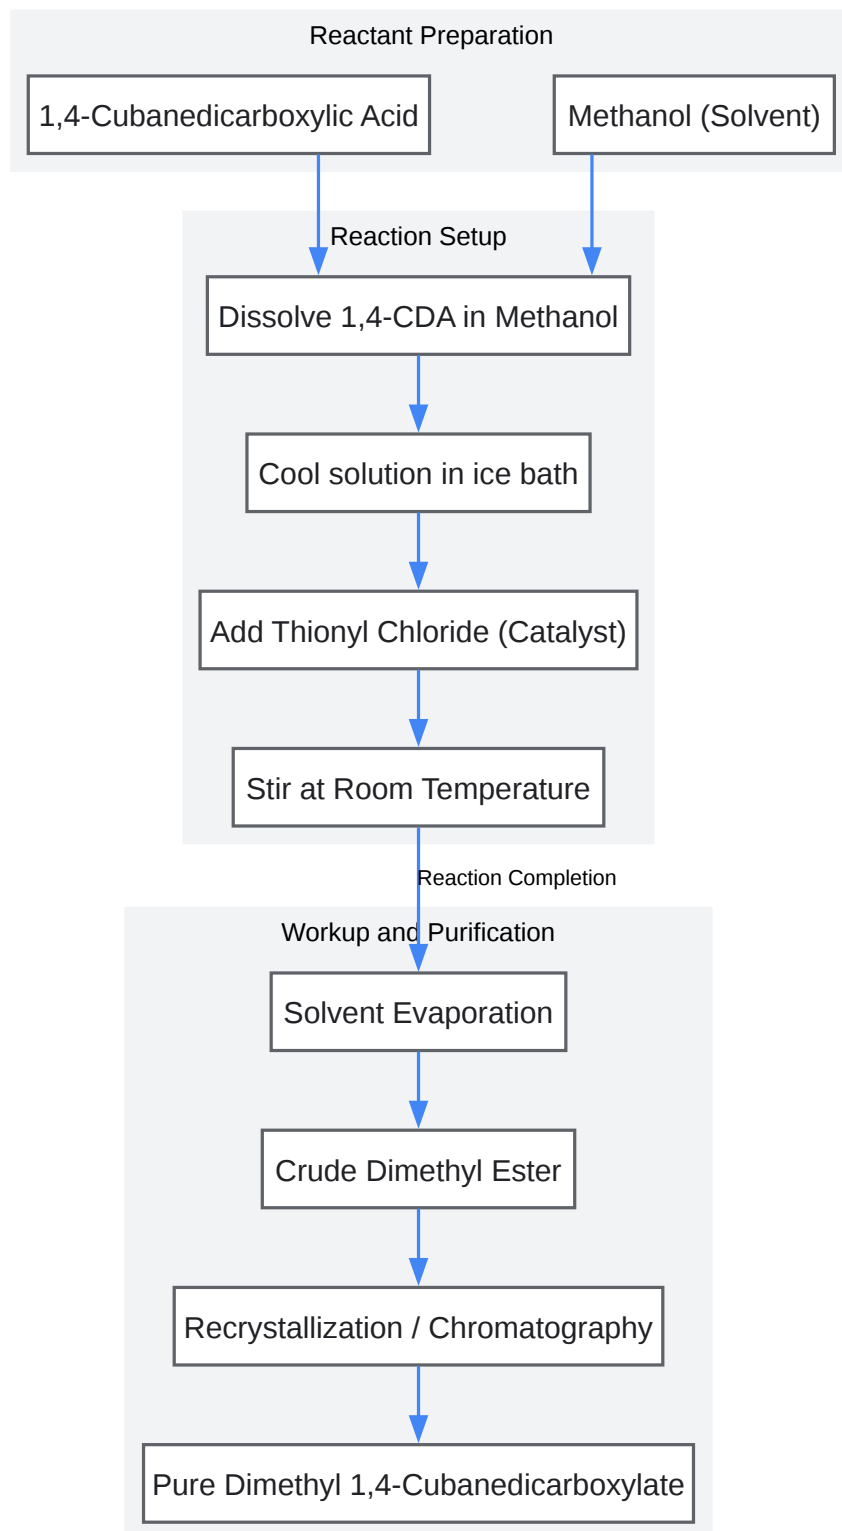 Reactant Preparation
1,4-Cubanedicarboxylic Acid
Methanol (Solvent)
Reaction Setup
Dissolve 1,4-CDA in Methanol
Cool solution in ice bath
Add Thionyl Chloride (Catalyst)
Stir at Room Temperature
Reaction Completion
Workup and Purification
Solvent Evaporation
Crude Dimethyl Ester
Recrystallization / Chromatography
Pure Dimethyl 1,4-Cubanedicarboxylate